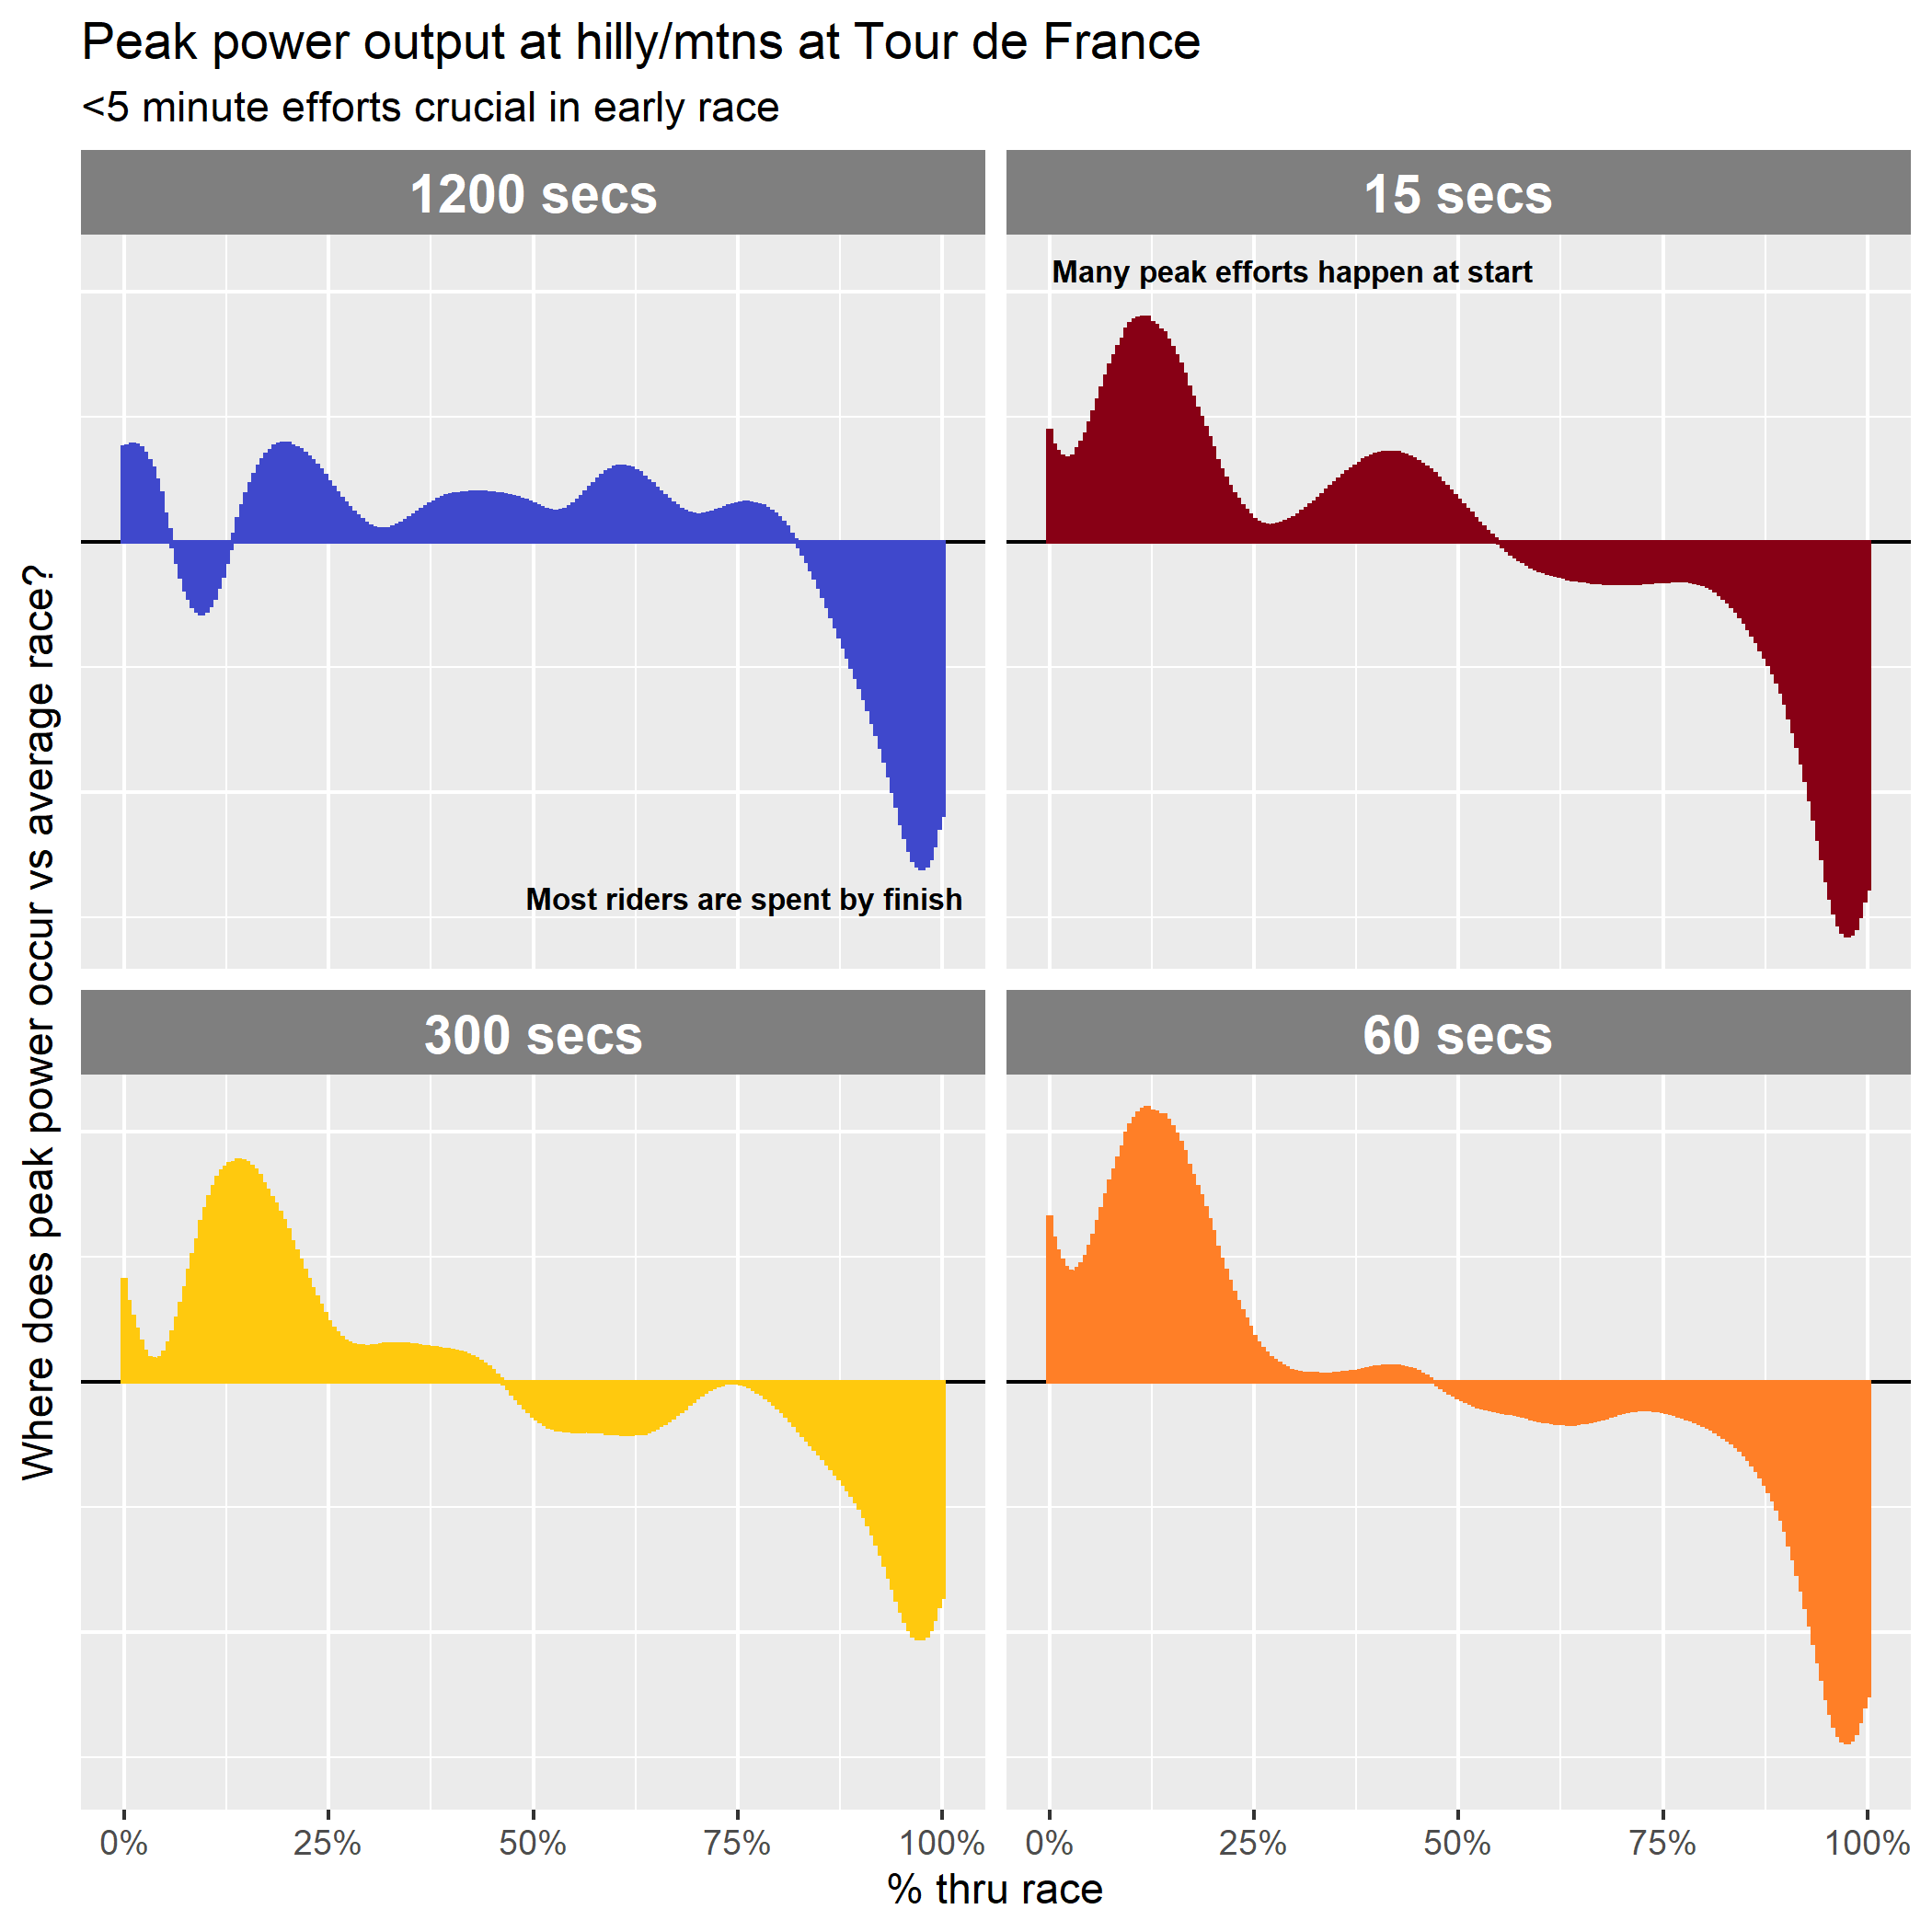 Peak power output at hilly/mtns at Tour de France
<5 minute efforts crucial in early race
1200 secs
15 secs
Many peak efforts happen at start
Most riders are spent by finish
300 secs
60 secs
Where does peak power occur vs average race?
0% 25% 50% 75% 100%
0% 25% 50% 75% 100%
% thru race